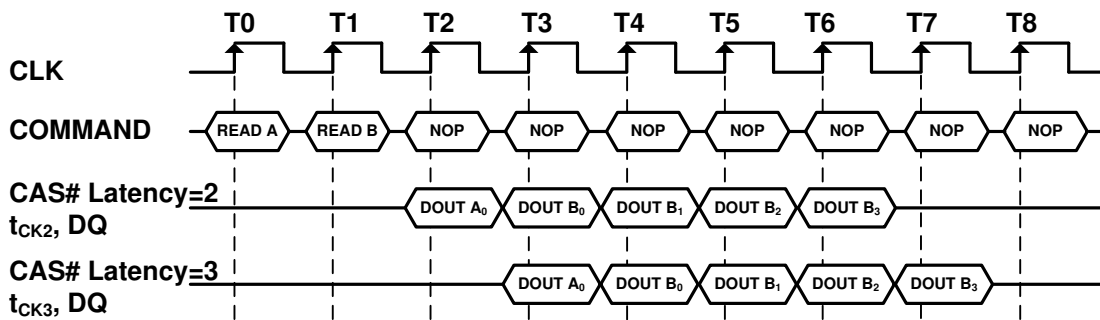 T0 T1 T2 T3 T4 T5 T6 T7 T8
CLK
COMMAND READ A READ B NOP NOP NOP NOP NOP NOP NOP
CAS# Latency=2
tCK2, DQ DOUT A0 DOUT B0 DOUT B1 DOUT B2 DOUT B3
CAS# Latency=3
tCK3, DQ DOUT A0 DOUT B0 DOUT B1 DOUT B2 DOUT B3